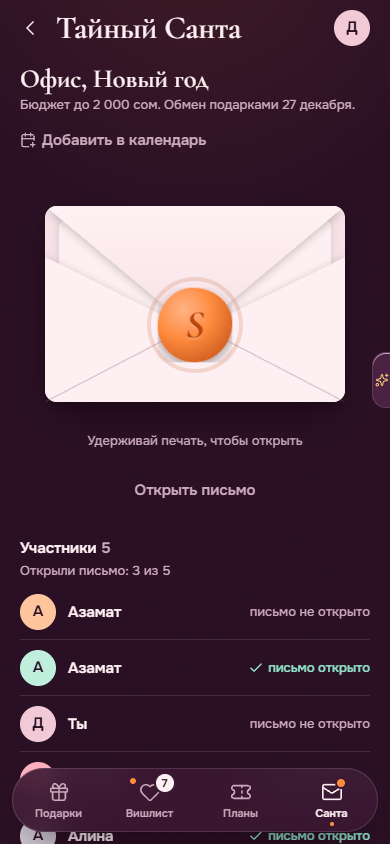 Тайный Санта
Д
Офис, Новый год
Бюджет до 2 000 сом. Обмен подарками 27 декабря.
Добавить в календарь
S
Удерживай печать, чтобы открыть
Открыть письмо
Участники 5
Открыли письмо: 3 из 5
А Азамат письмо не открыто
А Азамат письмо открыто
Д Ты письмо не открыто
7
Подарки Вишлист Планы Санта
А Алина письмо открыто